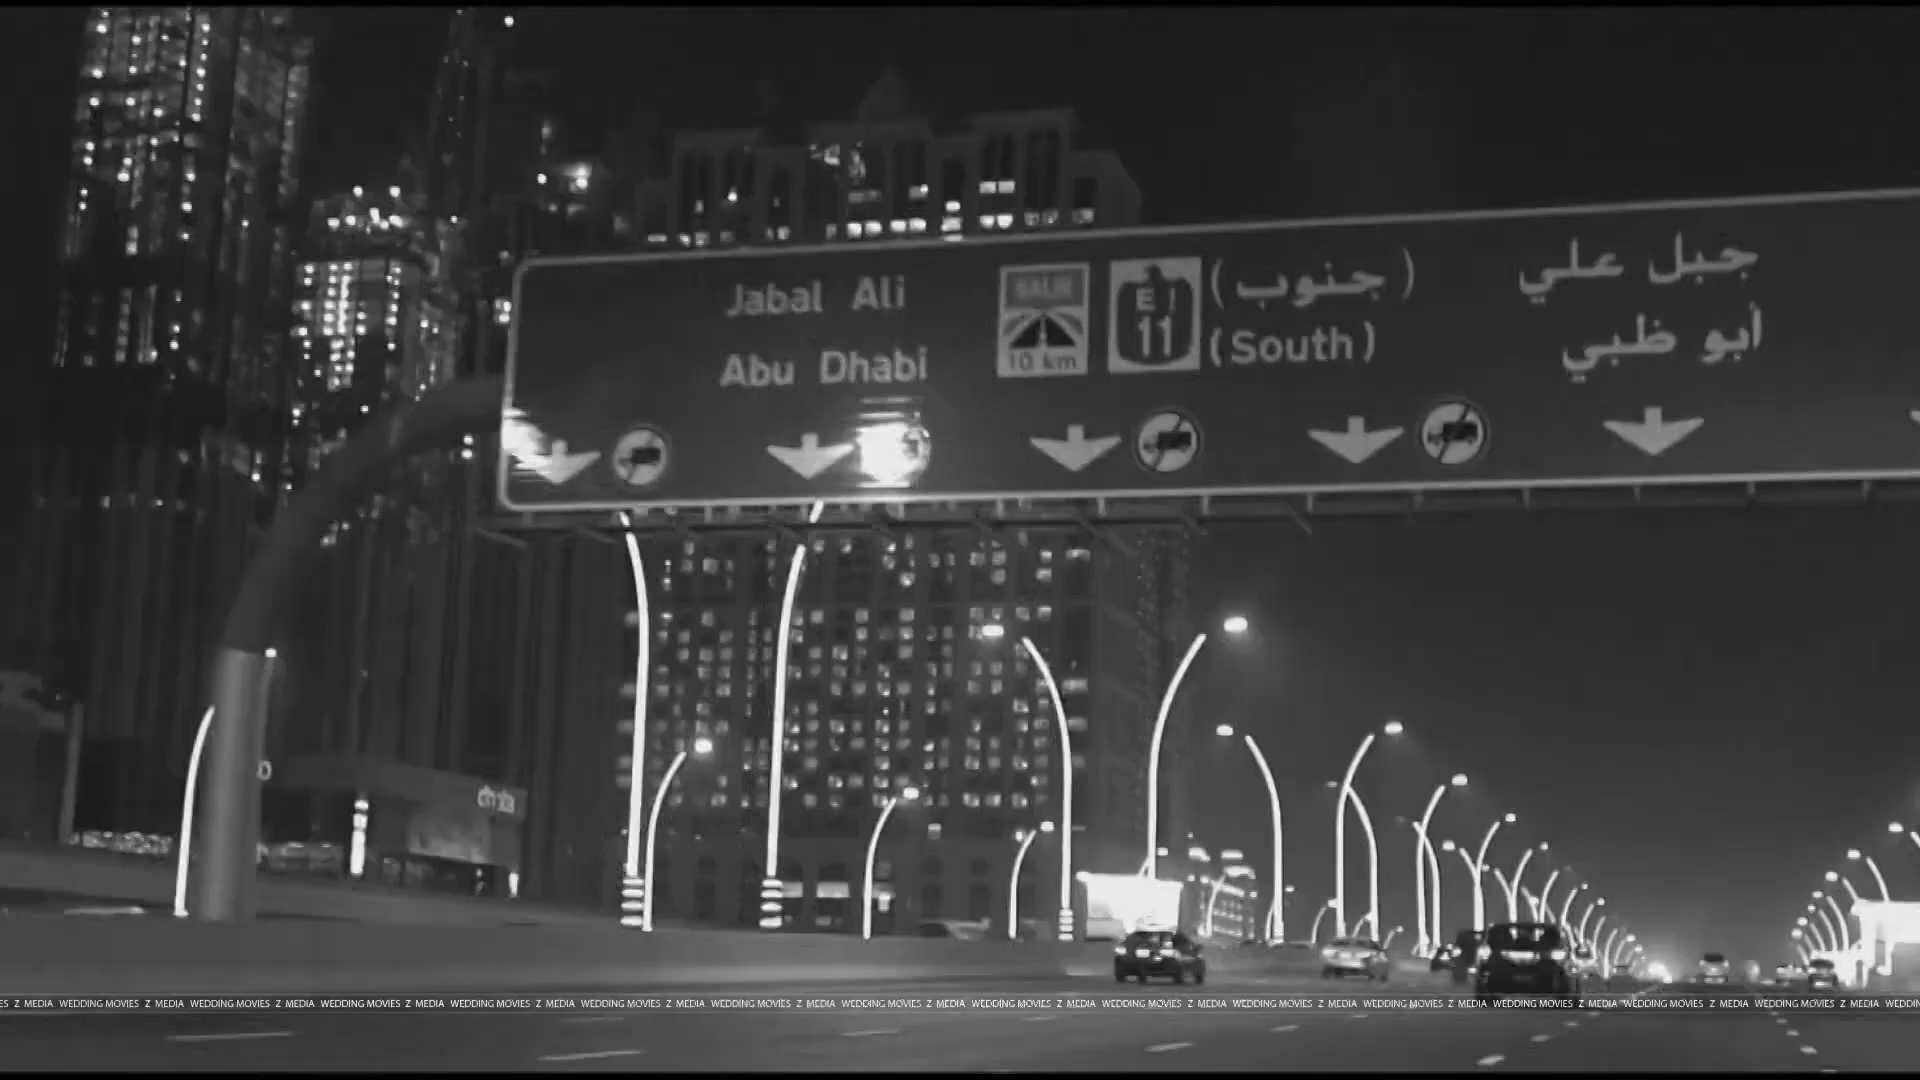 Jabal Ali
Abu Dhabi
SALIK
10 km
E
11
(جنوب)
(South)
جبل علي
أبو ظبي
Z MEDIA WEDDING MOVIES Z MEDIA WEDDING MOVIES Z MEDIA WEDDING MOVIES Z MEDIA WEDDING MOVIES Z MEDIA WEDDING MOVIES Z MEDIA WEDDING MOVIES Z MEDIA WEDDING MOVIES Z MEDIA WEDDING MOVIES Z MEDIA WEDDING MOVIES Z MEDIA WEDDING MOVIES Z MEDIA WEDDING MOVIES Z MEDIA WEDDING MOVIES Z MEDIA WEDDING MOVIES Z MEDIA WEDDING MOVIES Z MEDIA